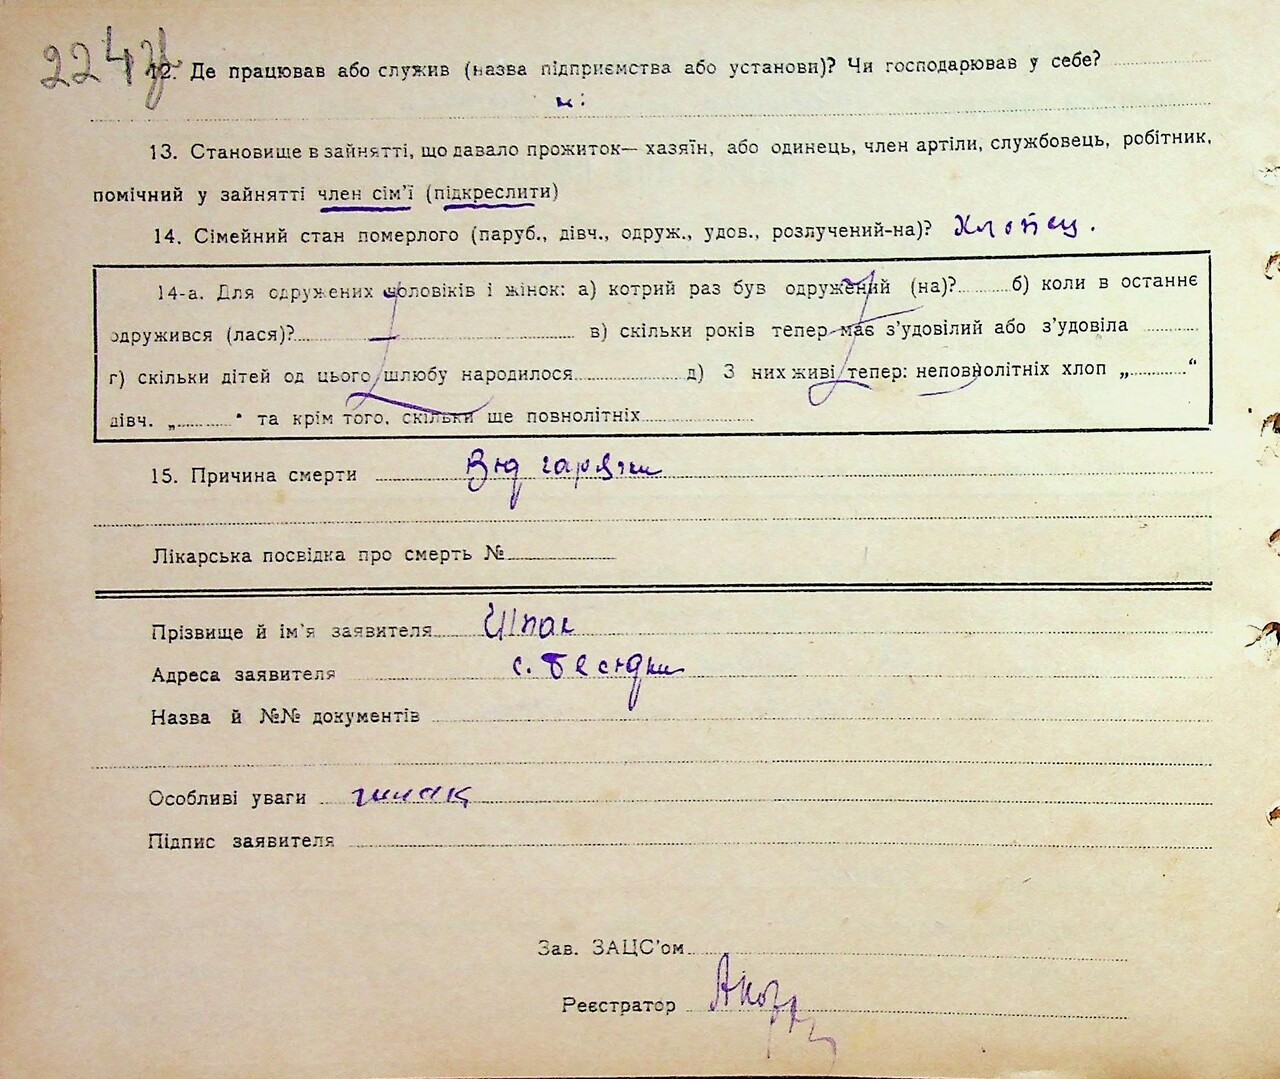 224
12. Де працював або служив (назва підприємства або установи)? Чи господарював у себе?
ні
13. Становище в зайнятті, що давало прожиток— хазяїн, або одинець, член артіли, службовець, робітник,
помічний у зайнятті член сім'ї (підкреслити)
14. Сімейний стан померлого (паруб., дівч., одруж., удов., розлучений-на)? Хлопец.
14-а. Для одружених чоловіків і жінок: а) котрий раз був одружений (на)? б) коли в останнє
одружився (лася)? в) скільки років тепер має з'удовілий або з'удовіла
г) скільки дітей од цього шлюбу народилося д) З них живі тепер: неповнолітніх хлоп „ “
дівч. „ " та крім того, скільки ще повнолітніх
15. Причина смерти Від гарячки
Лікарська посвідка про смерть №
Прізвище й ім'я заявителя Шпак
Адреса заявителя с. Бесідки
Назва й №№ документів
Особливі уваги
Підпис заявителя
Зав. ЗАЦС'ом
Реєстратор